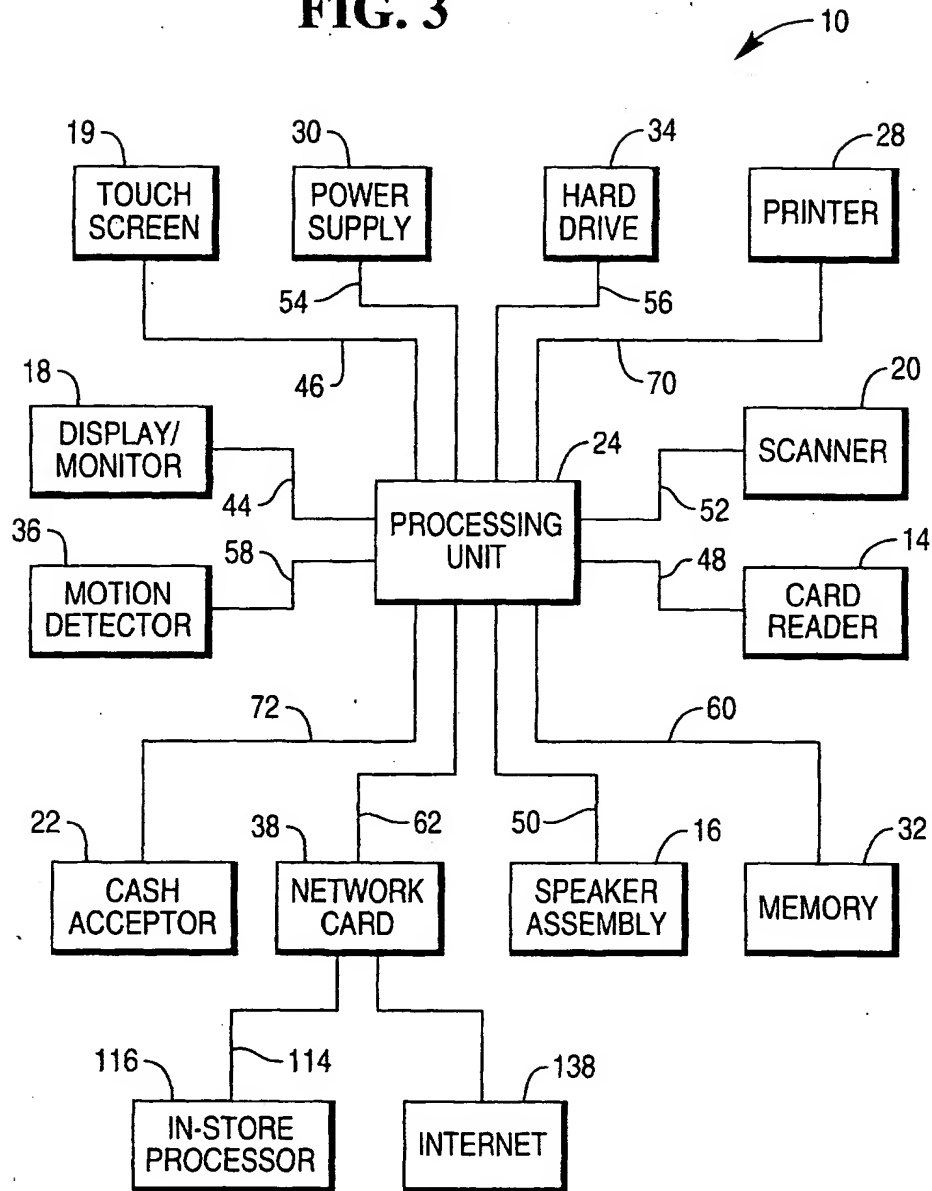 FIG. 3
10
19
30
34
28
TOUCH
SCREEN
POWER
SUPPLY
HARD
DRIVE
PRINTER
54
56
46
70
18
20
DISPLAY/
MONITOR
24
SCANNER
44
52
PROCESSING
UNIT
36
58
48
14
MOTION
DETECTOR
CARD
READER
72
60
22
38
62
50
16
32
CASH
ACCEPTOR
NETWORK
CARD
SPEAKER
ASSEMBLY
MEMORY
116
114
138
IN-STORE
PROCESSOR
INTERNET